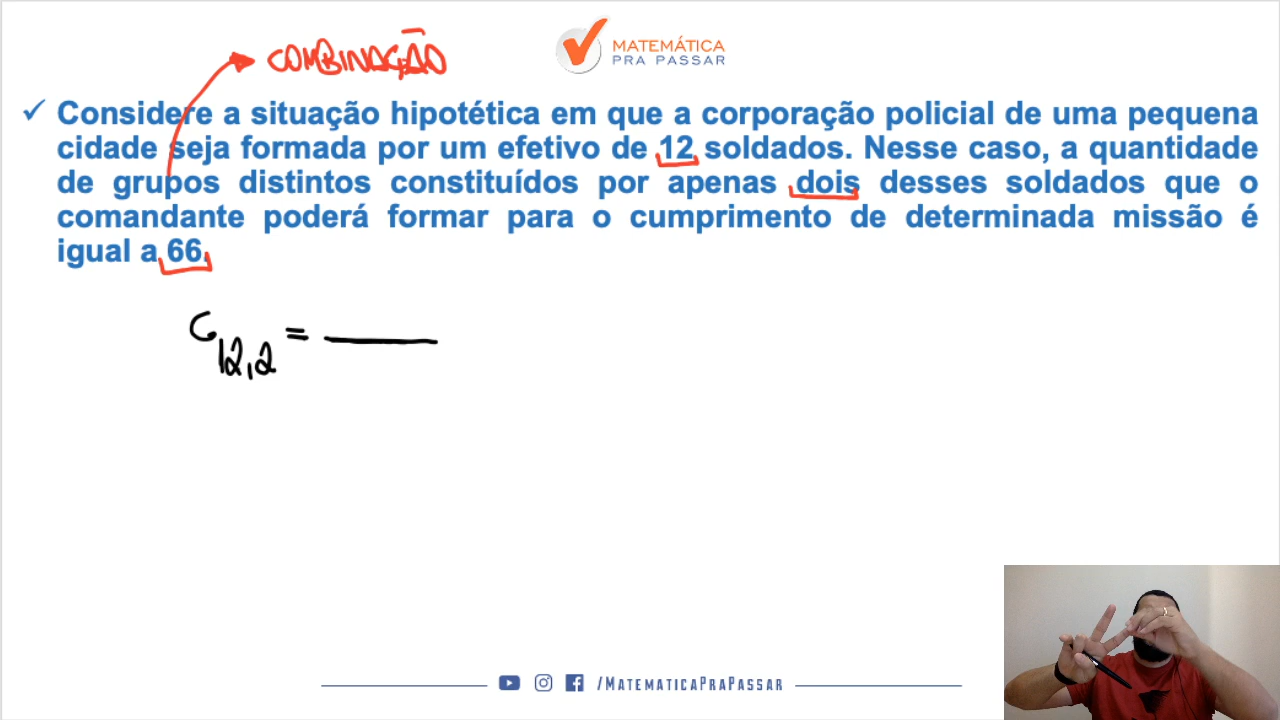 COMBINAÇÃO
MATEMÁTICA
PRA PASSAR
✓ Considere a situação hipotética em que a corporação policial de uma pequena
cidade seja formada por um efetivo de 12 soldados. Nesse caso, a quantidade
de grupos distintos constituídos por apenas dois desses soldados que o
comandante poderá formar para o cumprimento de determinada missão é
igual a 66.
C12,2 =
/MATEMATICAPRAPASSAR